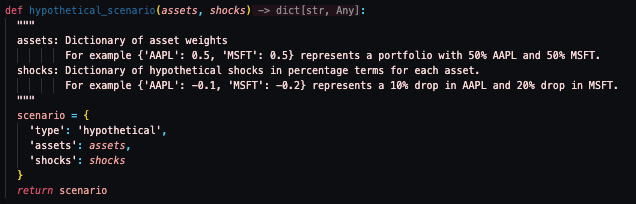 def hypothetical_scenario(assets, shocks) -> dict[str, Any]:
"""
assets: Dictionary of asset weights
For example {'AAPL': 0.5, 'MSFT': 0.5} represents a portfolio with 50% AAPL and 50% MSFT.
shocks: Dictionary of hypothetical shocks in percentage terms for each asset.
For example {'AAPL': -0.1, 'MSFT': -0.2} represents a 10% drop in AAPL and 20% drop in MSFT.
"""
scenario = {
'type': 'hypothetical',
'assets': assets,
'shocks': shocks
}
return scenario